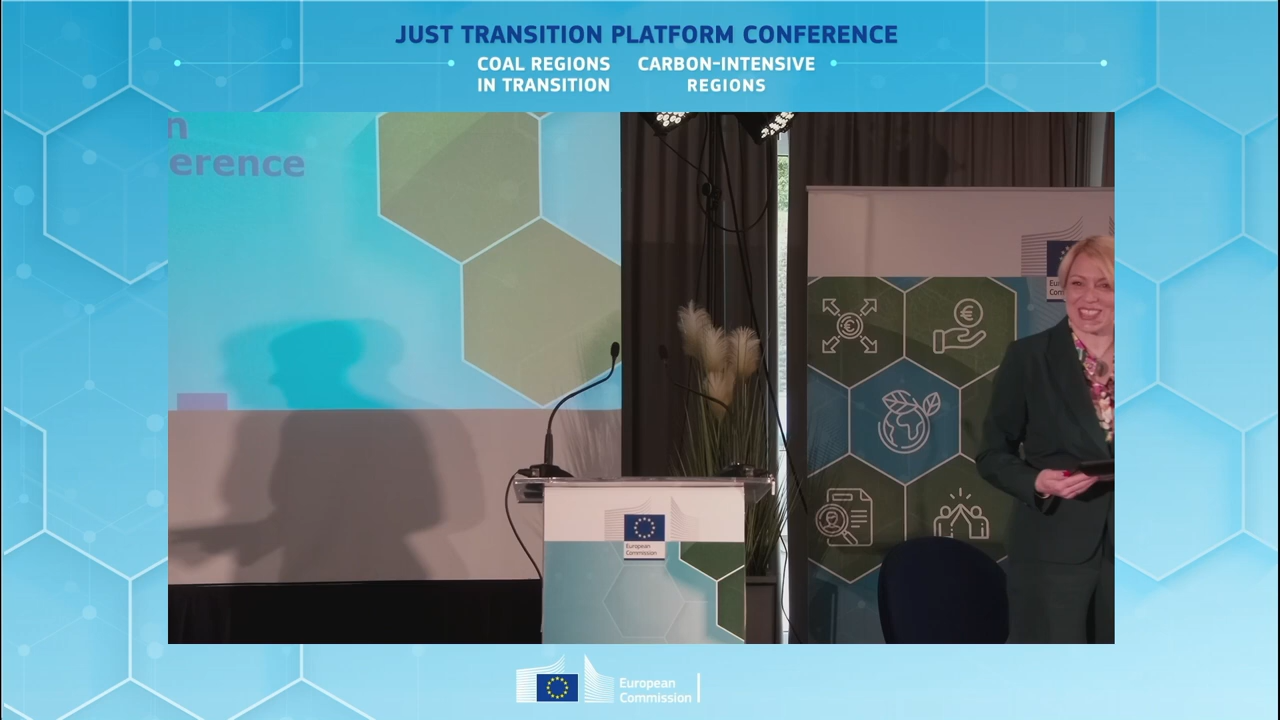 JUST TRANSITION PLATFORM CONFERENCE
COAL REGIONS
IN TRANSITION
CARBON-INTENSIVE
REGIONS
n
erence
European
Commission
European
Commission